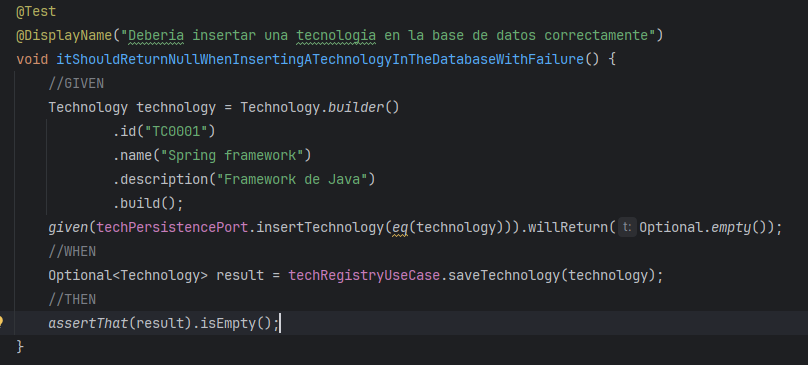 @Test
@DisplayName("Deberia insertar una tecnologia en la base de datos correctamente")
void itShouldReturnNullWhenInsertingATechnologyInTheDatabaseWithFailure() {
//GIVEN
Technology technology = Technology.builder()
.id("TC0001")
.name("Spring framework")
.description("Framework de Java")
.build();
given(techPersistencePort.insertTechnology(eq(technology))).willReturn( t: Optional.empty());
//WHEN
Optional<Technology> result = techRegistryUseCase.saveTechnology(technology);
//THEN
assertThat(result).isEmpty();
}